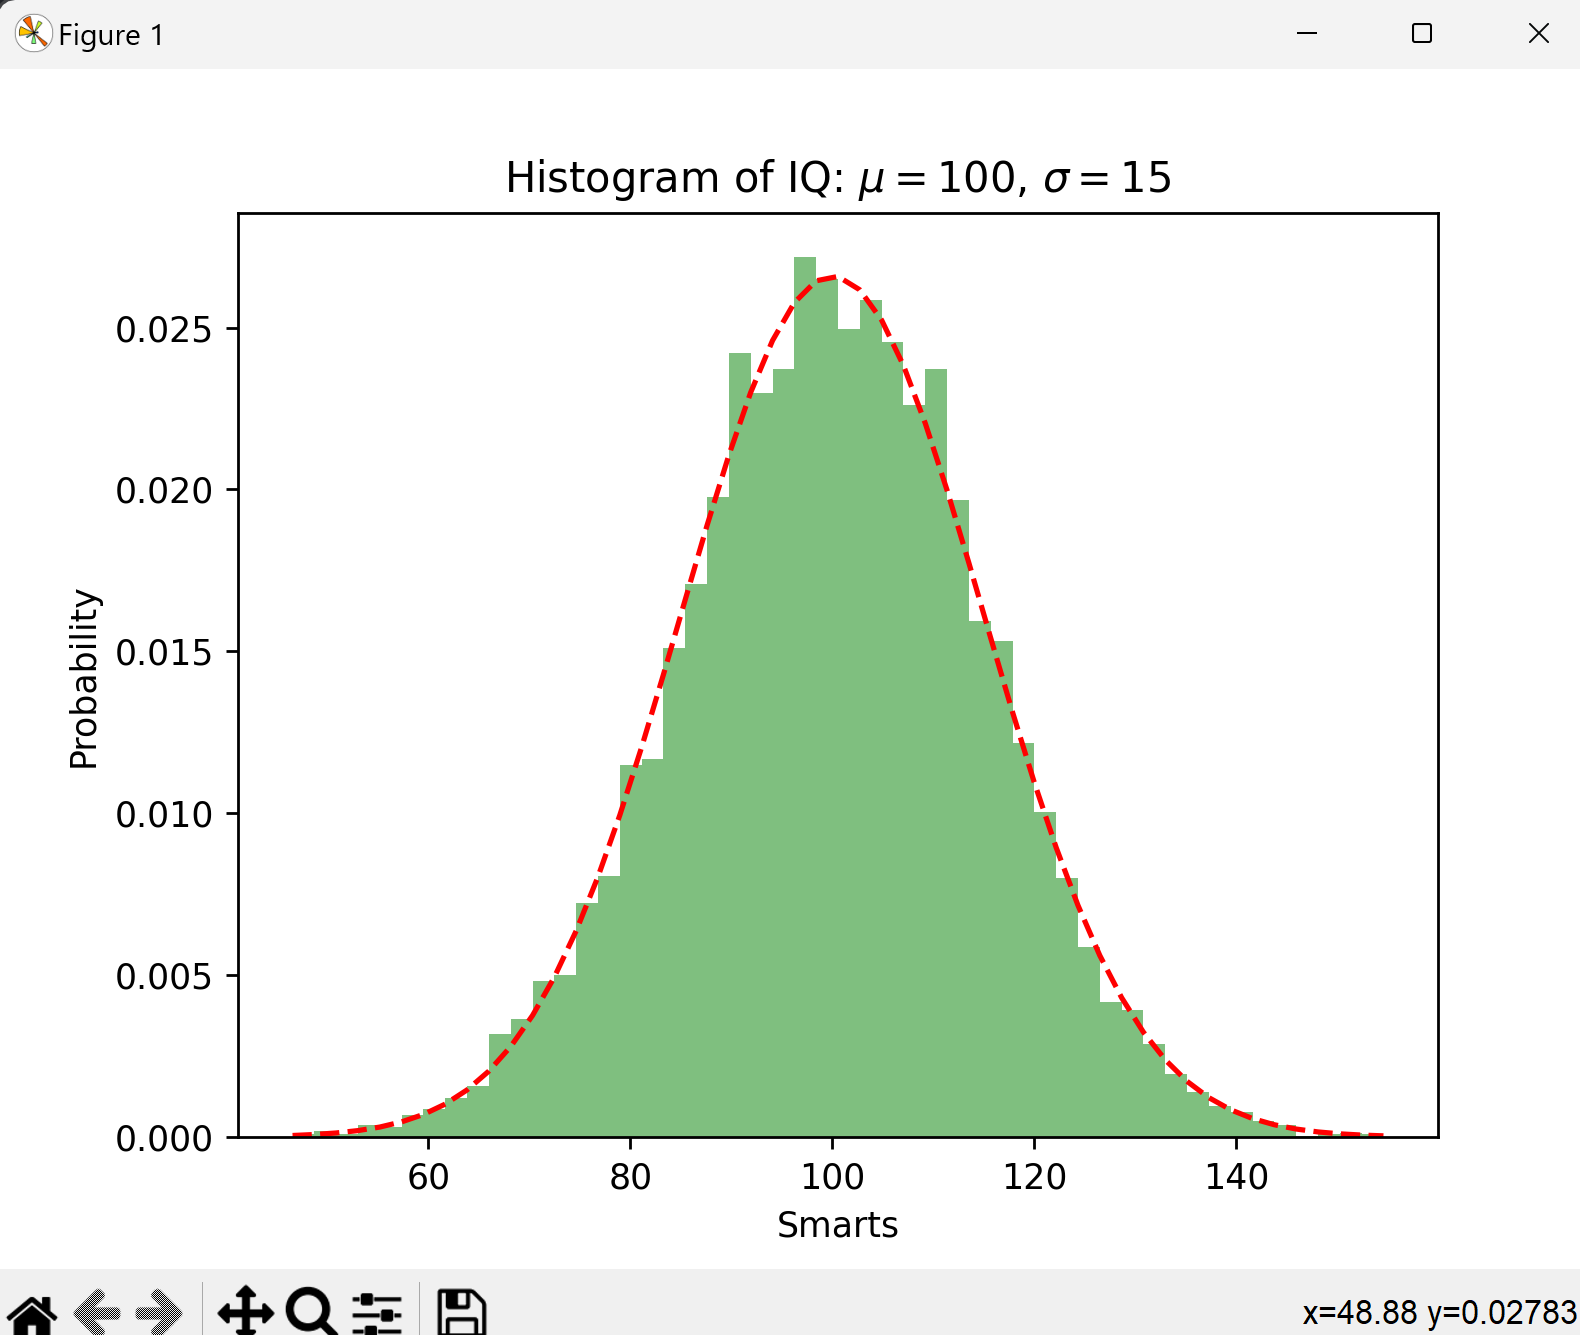 Figure 1
Histogram of IQ: μ = 100, σ = 15
0.025
0.020
0.015
0.010
0.005
0.000
Probability
60 80 100 120 140
Smarts
x=48.88 y=0.02783